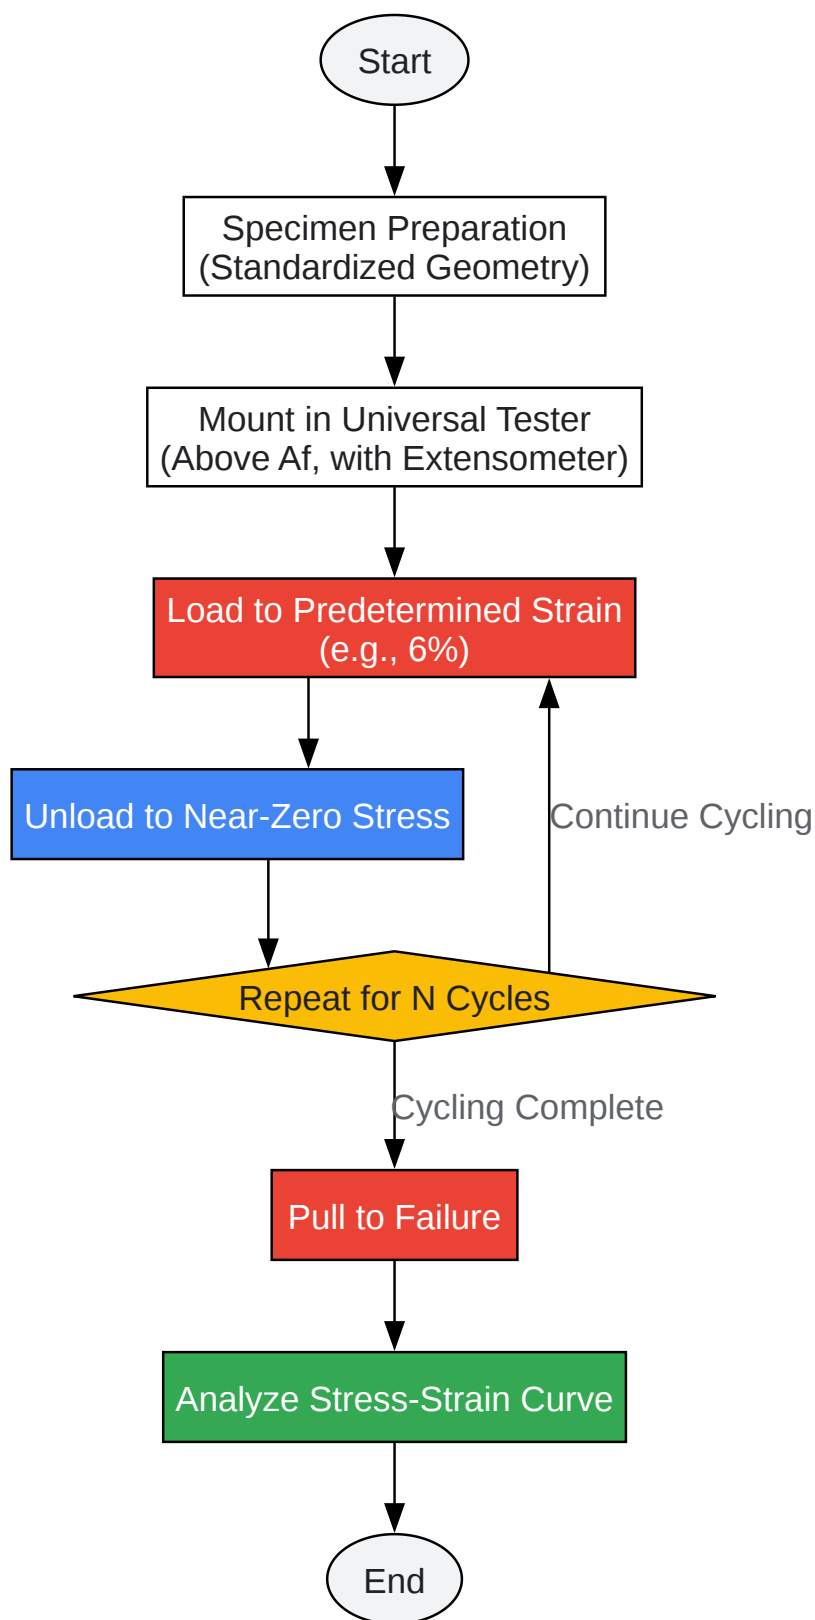 Start
Specimen Preparation
(Standardized Geometry)
Mount in Universal Tester
(Above Af, with Extensometer)
Load to Predetermined Strain
(e.g., 6%)
Unload to Near-Zero Stress
Continue Cycling
Repeat for N Cycles
Cycling Complete
Pull to Failure
Analyze Stress-Strain Curve
End